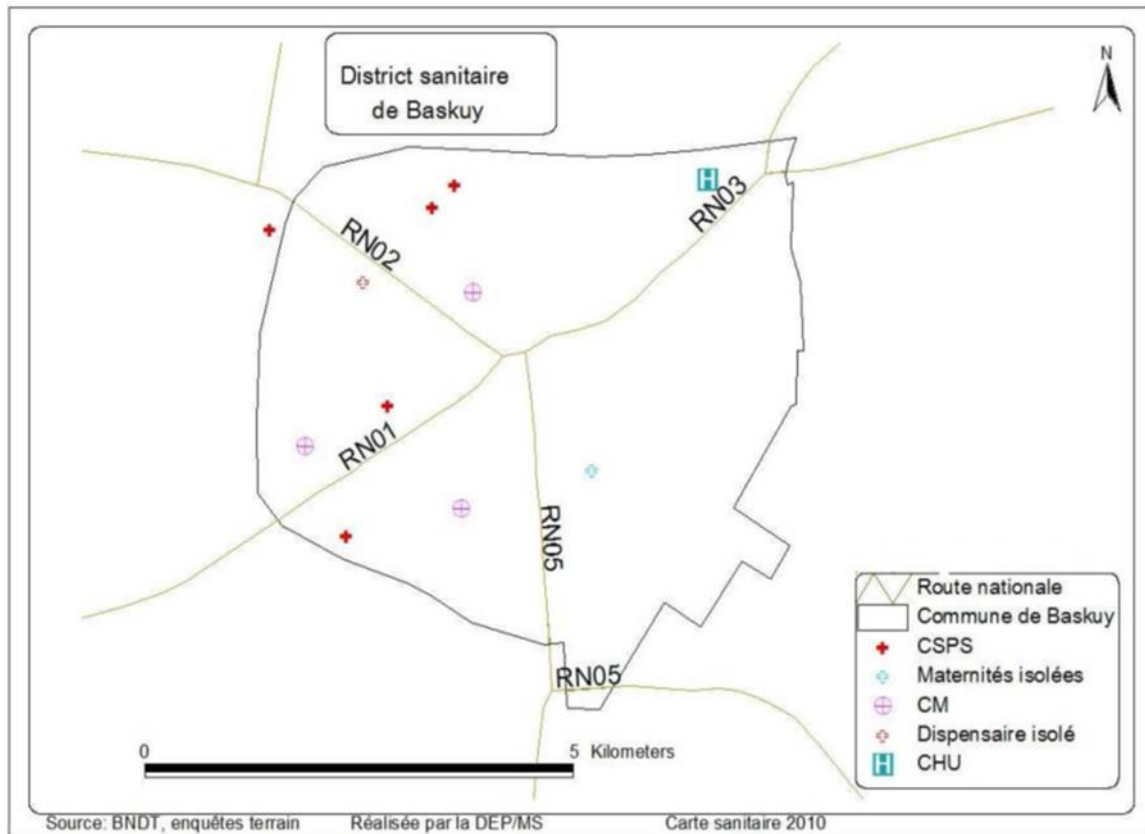 District sanitaire
de Baskuy
N
RN02
RN03
RN01
RN05
RN05
Route nationale
Commune de Baskuy
CSPS
Maternités isolées
CM
Dispensaire isolé
H CHU
H
0 5 Kilometers
Source: BNDT, enquêtes terrain Réalisée par la DEP/MS Carte sanitaire 2010